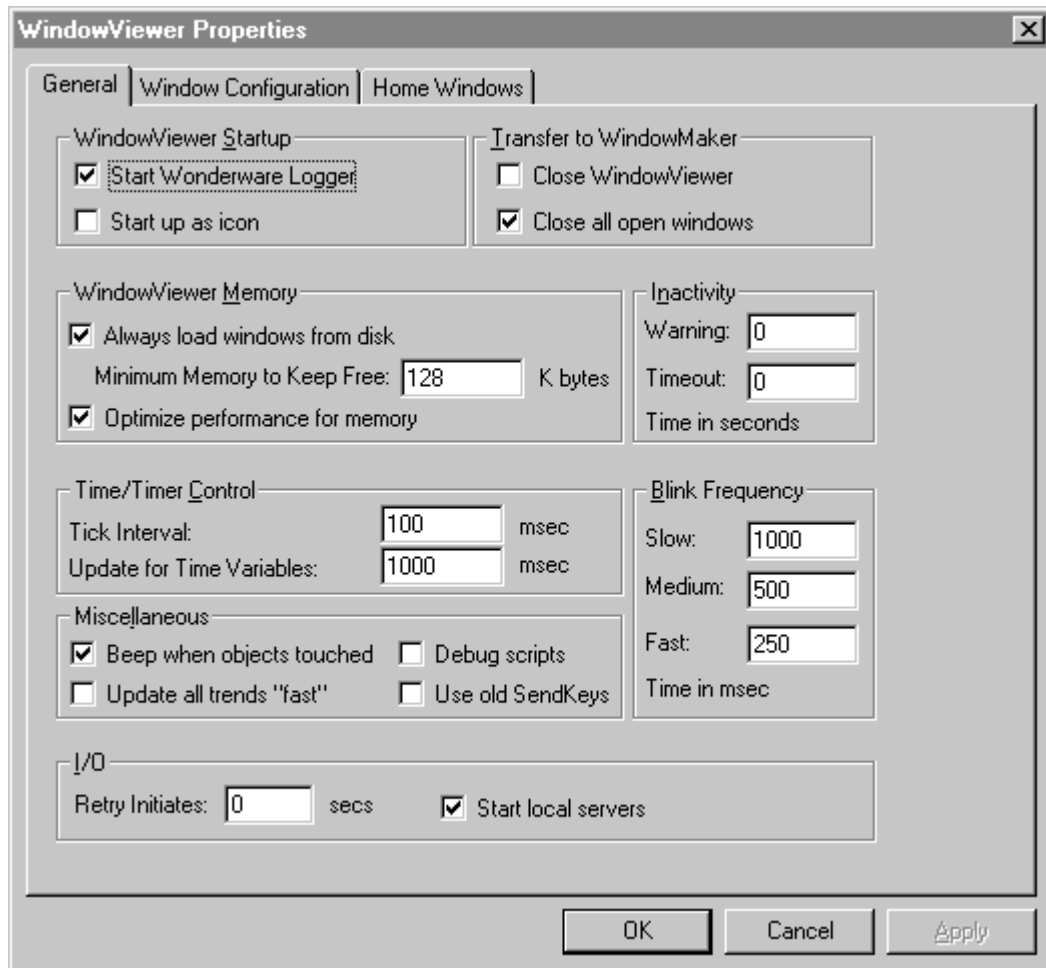 WindowViewer Properties
General Window Configuration Home Windows
WindowViewer Startup
Start Wonderware Logger
Start up as icon
Transfer to WindowMaker
Close WindowViewer
Close all open windows
WindowViewer Memory
Always load windows from disk
Minimum Memory to Keep Free: 128 K bytes
Optimize performance for memory
Inactivity
Warning: 0
Timeout: 0
Time in seconds
Time/Timer Control
Tick Interval: 100 msec
Update for Time Variables: 1000 msec
Blink Frequency
Slow: 1000
Medium: 500
Fast: 250
Time in msec
Miscellaneous
Beep when objects touched Debug scripts
Update all trends "fast" Use old SendKeys
I/O
Retry Initiates: 0 secs Start local servers
OK Cancel Apply